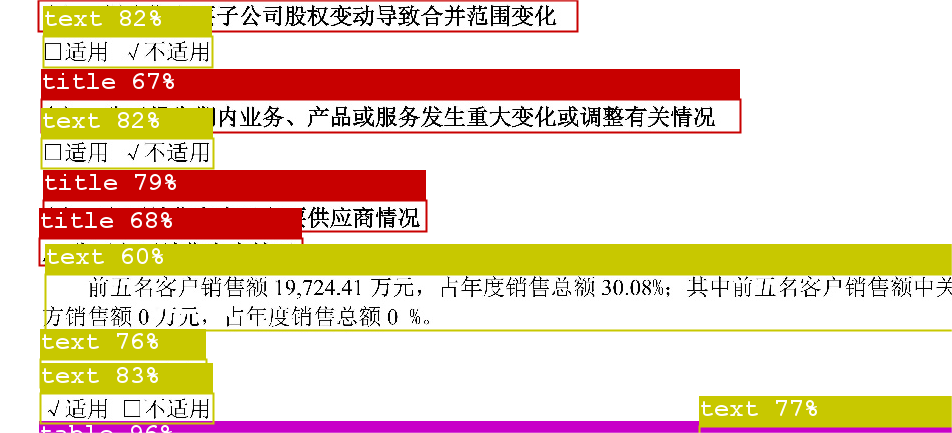 text 82%
子公司股权变动导致合并范围变化
□适用 √不适用
title 67%
内业务、产品或服务发生重大变化或调整有关情况
text 82%
□适用 √不适用
title 79%
供应商情况
title 68%
text 60%
前五名客户销售额 19,724.41 万元，占年度销售总额 30.08%；其中前五名客户销售额中关
方销售额 0 万元，占年度销售总额 0 %。
text 76%
text 83%
√适用 □不适用
text 77%
table 96%